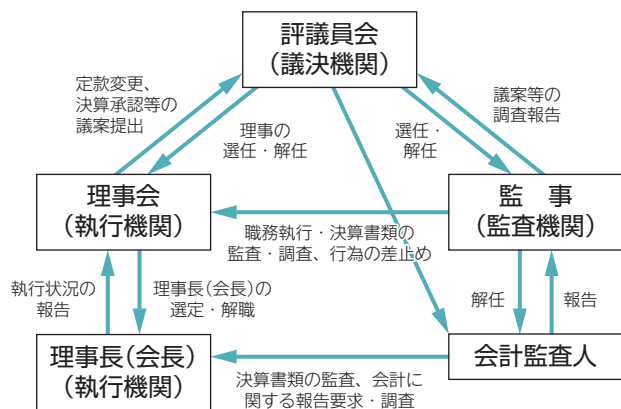 評議員会
(議決機関)
定款変更、
決算承認等の
議案提出
理事の
選任・解任
選任・
解任
議案等の
調査報告
理事会
(執行機関)
監　事
(監査機関)
職務執行・決算書類の
監査・調査、行為の差止め
執行状況の
報告
理事長(会長)の
選定・解職
解任
報告
理事長(会長)
(執行機関)
会計監査人
決算書類の監査、会計に
関する報告要求・調査